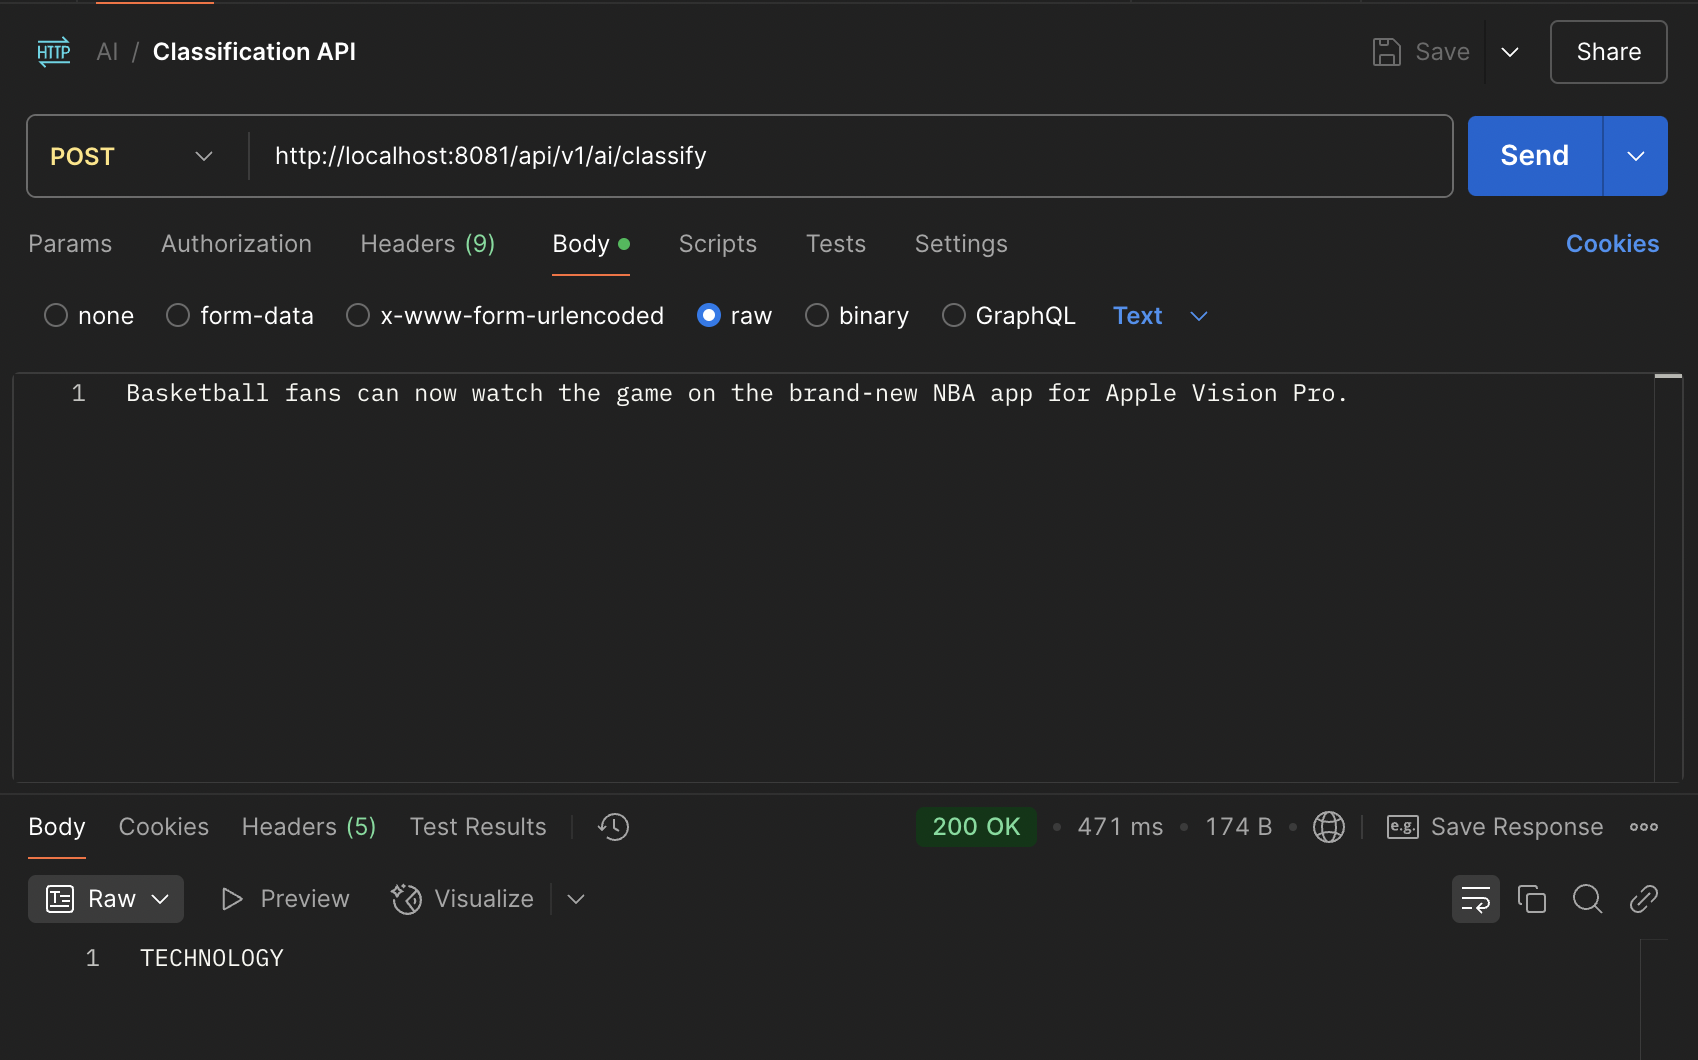 HTTP AI / Classification API Save Share
POST http://localhost:8081/api/v1/ai/classify Send
Params Authorization Headers (9) Body Scripts Tests Settings Cookies
none form-data x-www-form-urlencoded raw binary GraphQL Text
1 Basketball fans can now watch the game on the brand-new NBA app for Apple Vision Pro.
Body Cookies Headers (5) Test Results 200 OK • 471 ms • 174 B • e.g. Save Response
Raw Preview Visualize
1 TECHNOLOGY